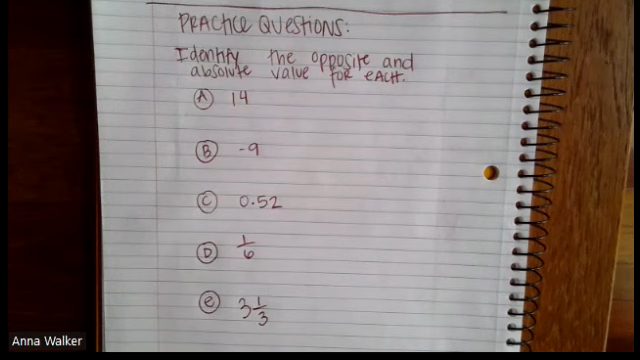 PRACTICE QUESTIONS:
Identify the opposite and
absolute value for each.
A 14
B -9
C 0.52
D 1/6
e 3 1/3
Anna Walker